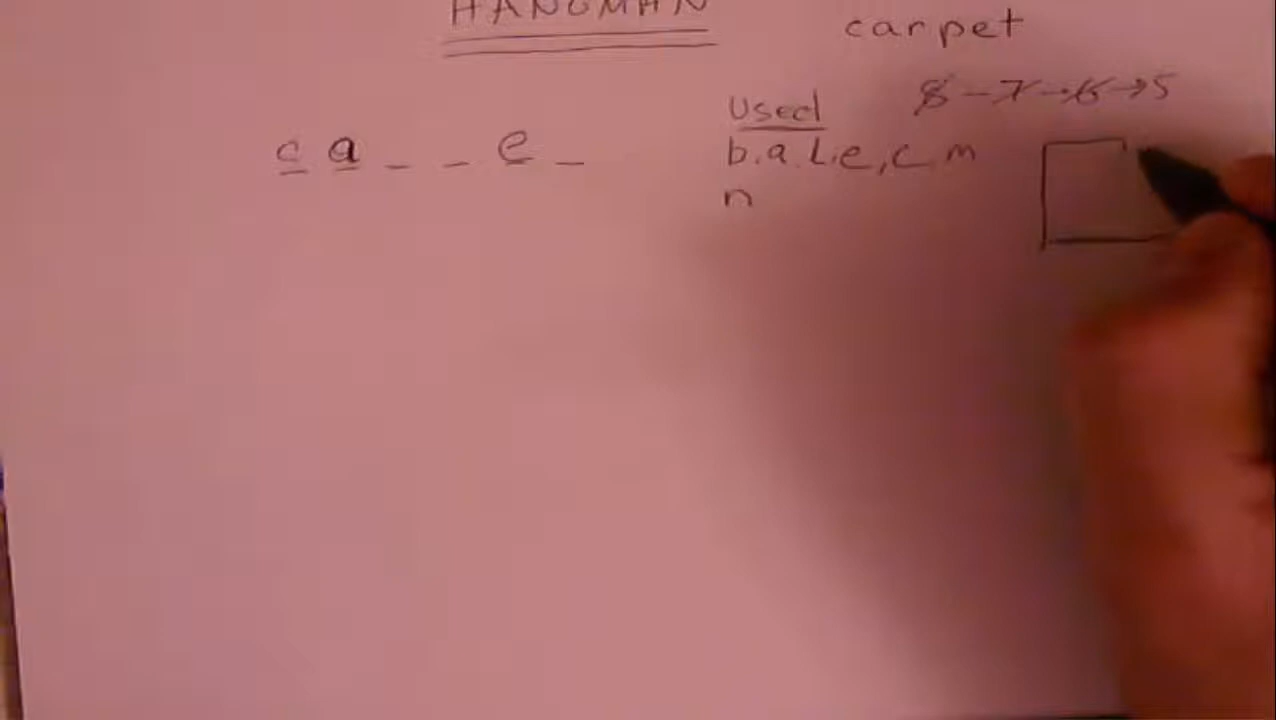 HANGMAN
carpet
Used
8 - 7 → 6 → 5
c a _ _ e _
b.a.L.e,c m
n